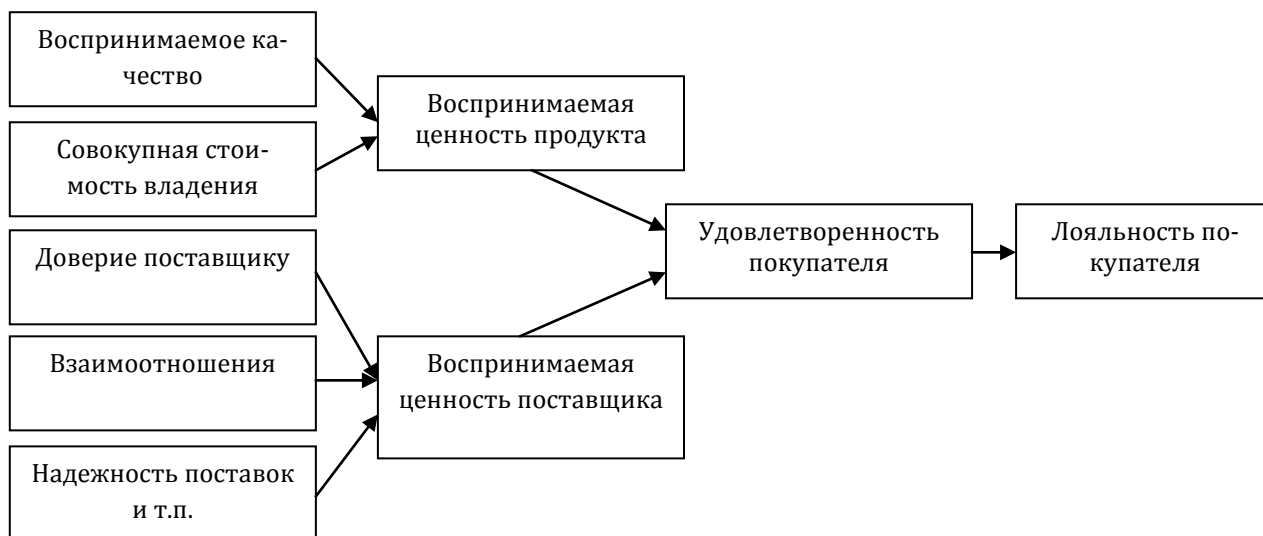 Воспринимаемое ка-
чество
Совокупная стои-
мость владения
Доверие поставщику
Взаимоотношения
Надежность поставок
и т.п.
Воспринимаемая
ценность продукта
Воспринимаемая
ценность поставщика
Удовлетворенность
покупателя
Лояльность по-
купателя